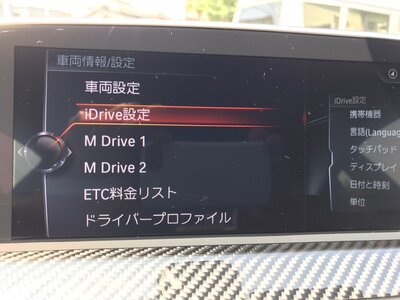 車両情報/設定
車両設定
iDrive設定
M Drive 1
M Drive 2
ETC料金リスト
ドライバープロファイル
iDrive設定
携帯機器
言語(Language
タッチパッド
ディスプレイ
日付と時刻
単位